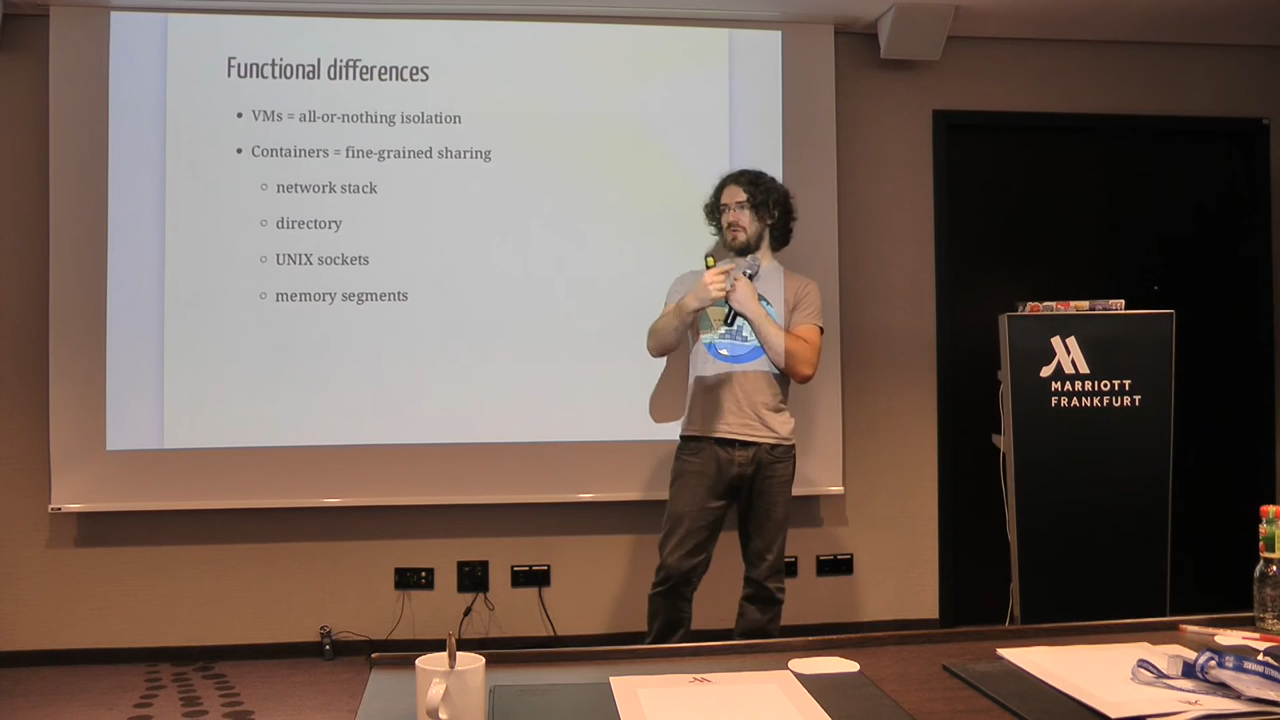 Functional differences
• VMs = all-or-nothing isolation
• Containers = fine-grained sharing
○ network stack
○ directory
○ UNIX sockets
○ memory segments
MARRIOTT
FRANKFURT